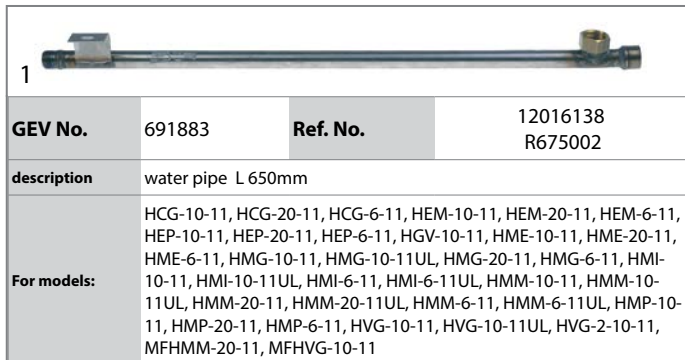 1
GEV No. 691883 Ref. No. 12016138
R675002
description water pipe L 650mm
For models: HCG-10-11, HCG-20-11, HCG-6-11, HEM-10-11, HEM-20-11, HEM-6-11,
HEP-10-11, HEP-20-11, HEP-6-11, HGV-10-11, HME-10-11, HME-20-11,
HME-6-11, HMG-10-11, HMG-10-11UL, HMG-20-11, HMG-6-11, HMI-
10-11, HMI-10-11UL, HMI-6-11, HMI-6-11UL, HMM-10-11, HMM-10-
11UL, HMM-20-11, HMM-20-11UL, HMM-6-11, HMM-6-11UL, HMP-10-
11, HMP-20-11, HMP-6-11, HVG-10-11, HVG-10-11UL, HVG-2-10-11,
MFHMM-20-11, MFHVG-10-11